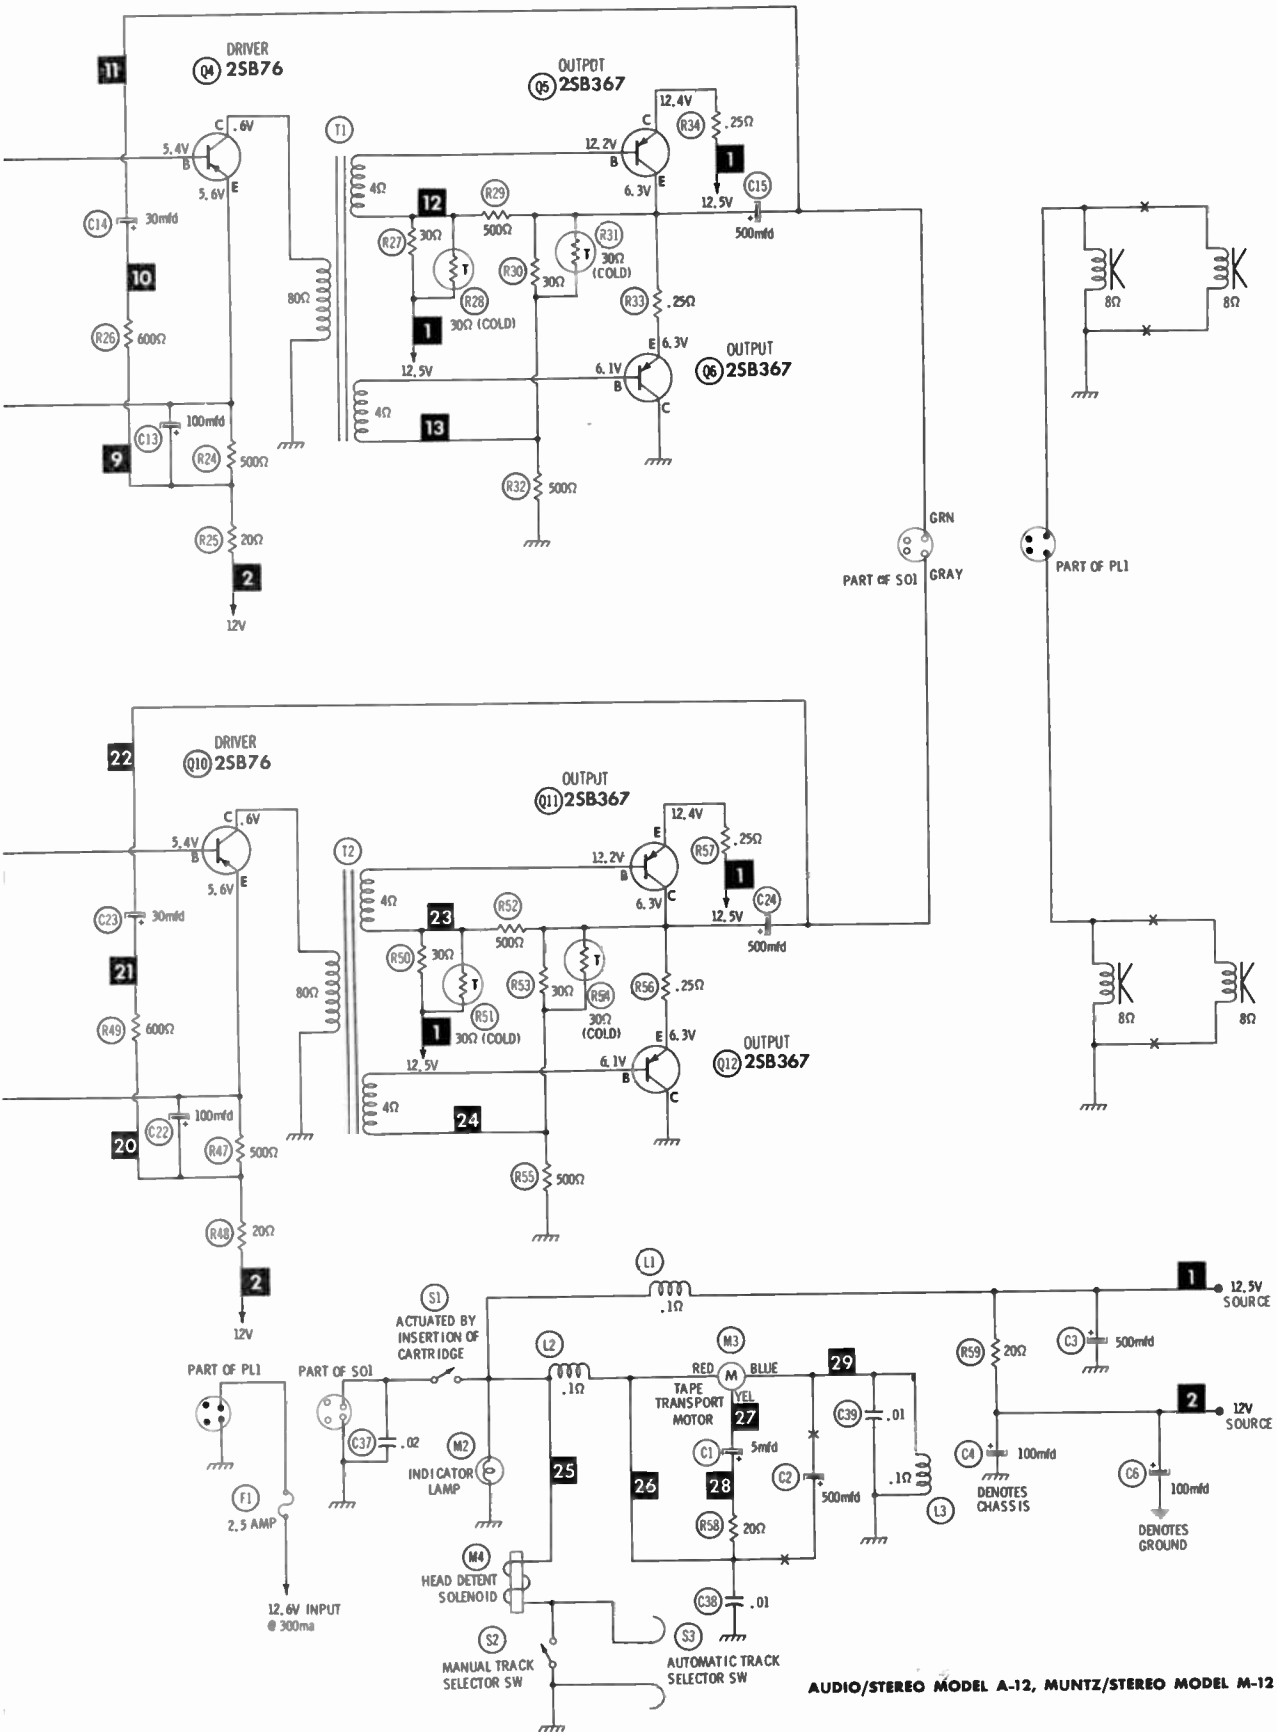 11
DRIVER
Q4 2SB76
OUTPUT
Q5 2SB367
C .6V
5.4V
B
5.6V
E
T1
12.4V
C
R34
.25Ω
12.2V
B
1
6.3V
E
12.5V
C15
500mfd
4Ω
12
R29
500Ω
C14
30mfd
R27
30Ω
T
R28
30Ω (COLD)
R30
30Ω
T
R31
30Ω
(COLD)
10
80Ω
R33
.25Ω
R26
600Ω
1
12.5V
E 6.3V
OUTPUT
Q6 2SB367
6.1V
B
C
4Ω
13
C13
100mfd
9
R24
500Ω
R32
500Ω
R25
20Ω
2
12V
8Ω
8Ω
GRN
PART OF SO1
GRAY
PART OF PL1
22
DRIVER
Q10 2SB76
OUTPUT
Q11 2SB367
C .6V
5.4V
B
5.6V
E
T2
12.4V
E
R57
.25Ω
12.2V
B
1
6.3V
C
12.5V
C24
500mfd
4Ω
23
R52
500Ω
C23
30mfd
R50
30Ω
T
R51
30Ω (COLD)
R53
30Ω
T
R54
30Ω
(COLD)
21
80Ω
R56
.25Ω
R49
600Ω
1
12.5V
E 6.3V
OUTPUT
Q12 2SB367
6.1V
B
C
4Ω
24
C22
100mfd
20
R47
500Ω
R55
500Ω
R48
20Ω
2
12V
8Ω
8Ω
L1
.1Ω
1
12.5V
SOURCE
S1
ACTUATED BY
INSERTION OF
CARTRIDGE
L2
.1Ω
M3
RED
M
BLUE
TAPE
TRANSPORT
MOTOR
YEL
27
29
R59
20Ω
C3
500mfd
PART OF PL1
PART OF SO1
2
12V
SOURCE
C37
.02
M2
INDICATOR
LAMP
25
26
C1
5mfd
28
C2
500mfd
C39
.01
.1Ω
L3
C4
100mfd
DENOTES
CHASSIS
C6
100mfd
DENOTES
GROUND
F1
2.5 AMP
R58
20Ω
M4
HEAD DETENT
SOLENOID
C38
.01
12.6V INPUT
@ 300ma
S2
MANUAL TRACK
SELECTOR SW
S3
AUTOMATIC TRACK
SELECTOR SW
AUDIO/STEREO MODEL A-12, MUNTZ/STEREO MODEL M-12